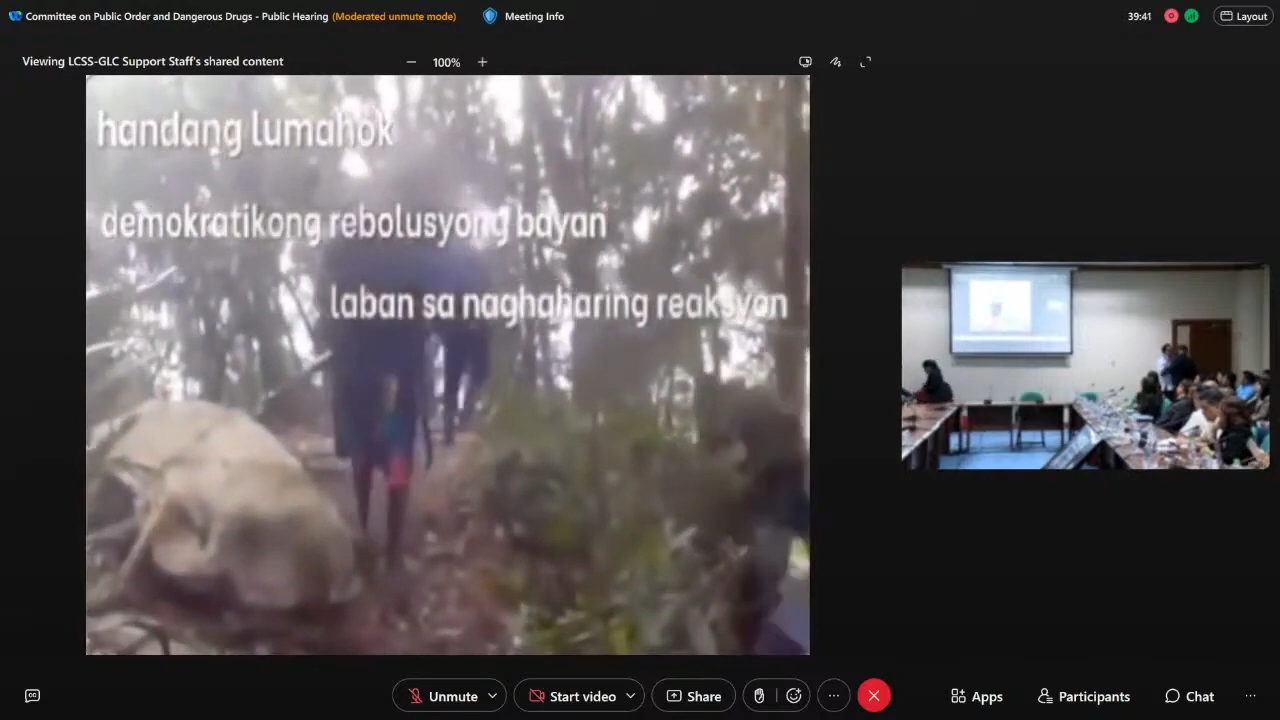 Committee on Public Order and Dangerous Drugs - Public Hearing (Moderated unmute mode)
Meeting Info
39:41
Layout
Viewing LCSS-GLC Support Staff's shared content
100%
handang lumahok
demokratikong rebolusyong bayan
laban sa naghaharing reaksyon
Unmute
Start video
Share
Apps
Participants
Chat